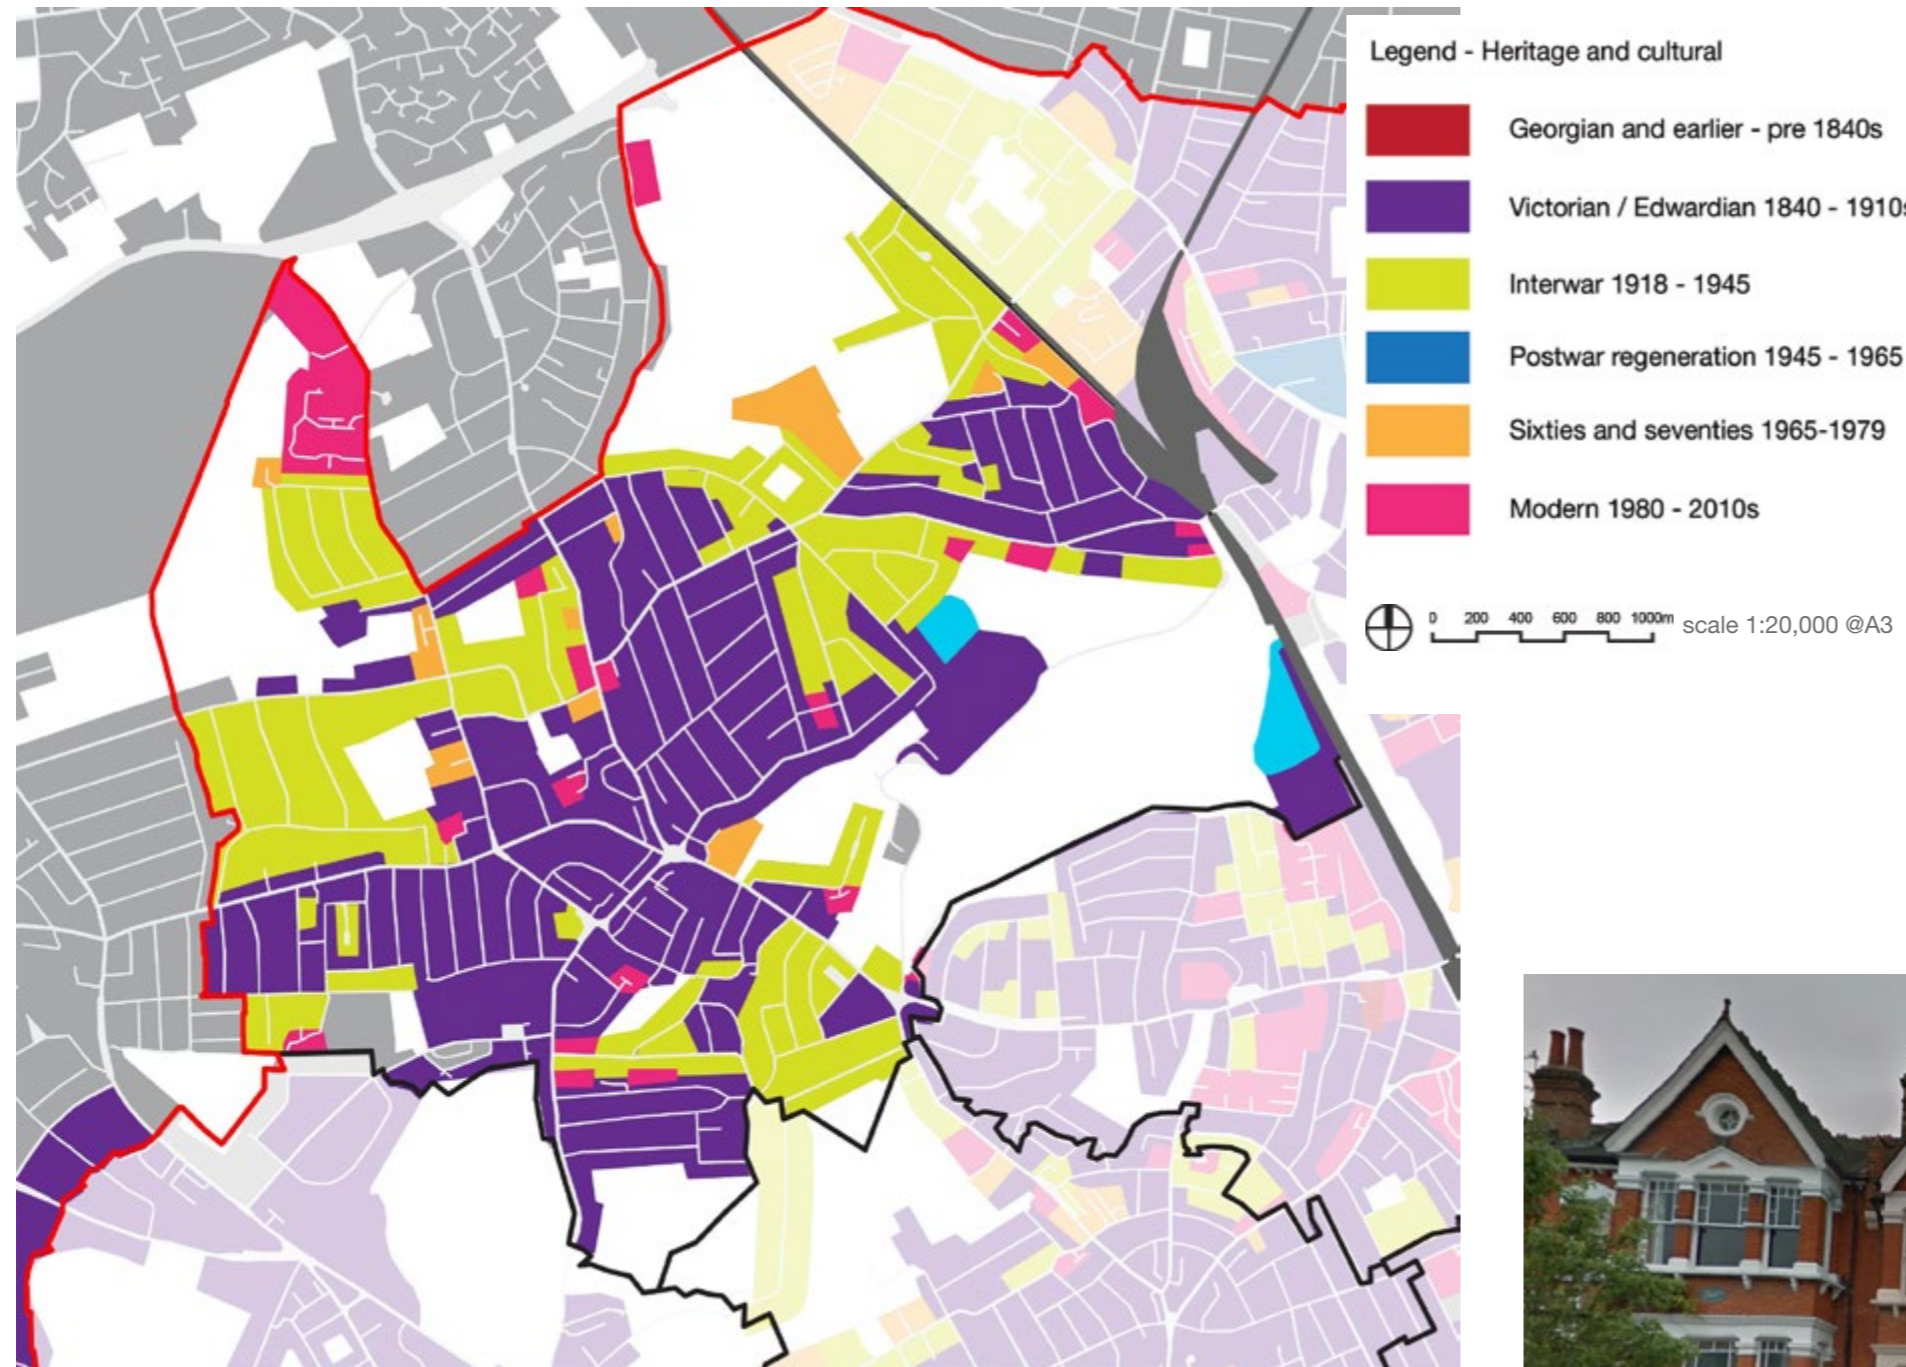 Legend - Heritage and cultural
Georgian and earlier - pre 1840s
Victorian / Edwardian 1840 - 1910s
Interwar 1918 - 1945
Postwar regeneration 1945 - 1965
Sixties and seventies 1965-1979
Modern 1980 - 2010s
0 200 400 600 800 1000m scale 1:20,000 @A3